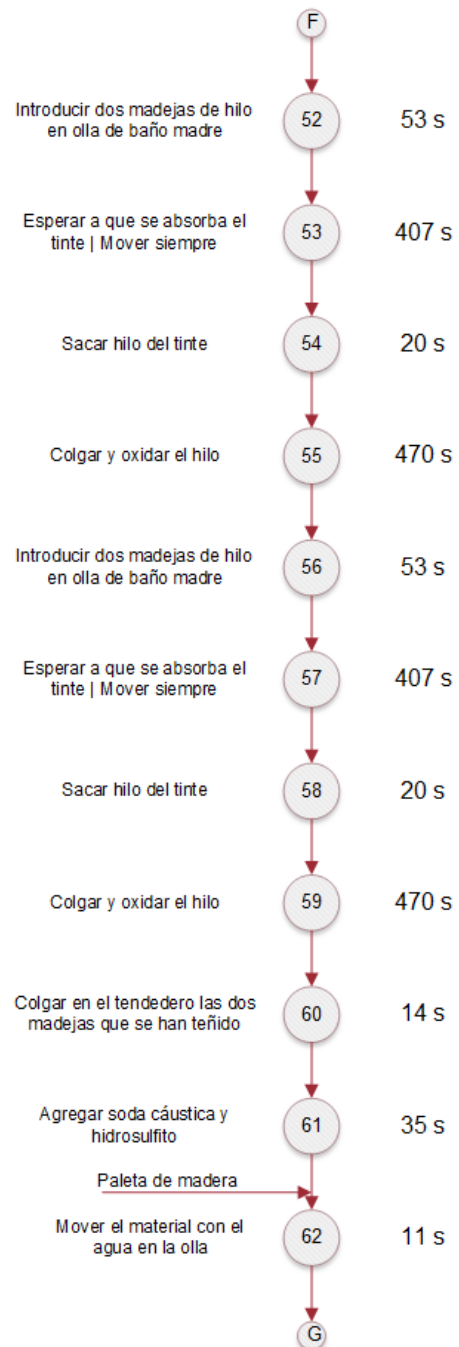 F
Introducir dos madejas de hilo
en olla de baño madre
52
53 s
Esperar a que se absorba el
tinte | Mover siempre
53
407 s
Sacar hilo del tinte
54
20 s
Colgar y oxidar el hilo
55
470 s
Introducir dos madejas de hilo
en olla de baño madre
56
53 s
Esperar a que se absorba el
tinte | Mover siempre
57
407 s
Sacar hilo del tinte
58
20 s
Colgar y oxidar el hilo
59
470 s
Colgar en el tendedero las dos
madejas que se han teñido
60
14 s
Agregar soda cáustica y
hidrosulfito
61
35 s
Paleta de madera
Mover el material con el
agua en la olla
62
11 s
G